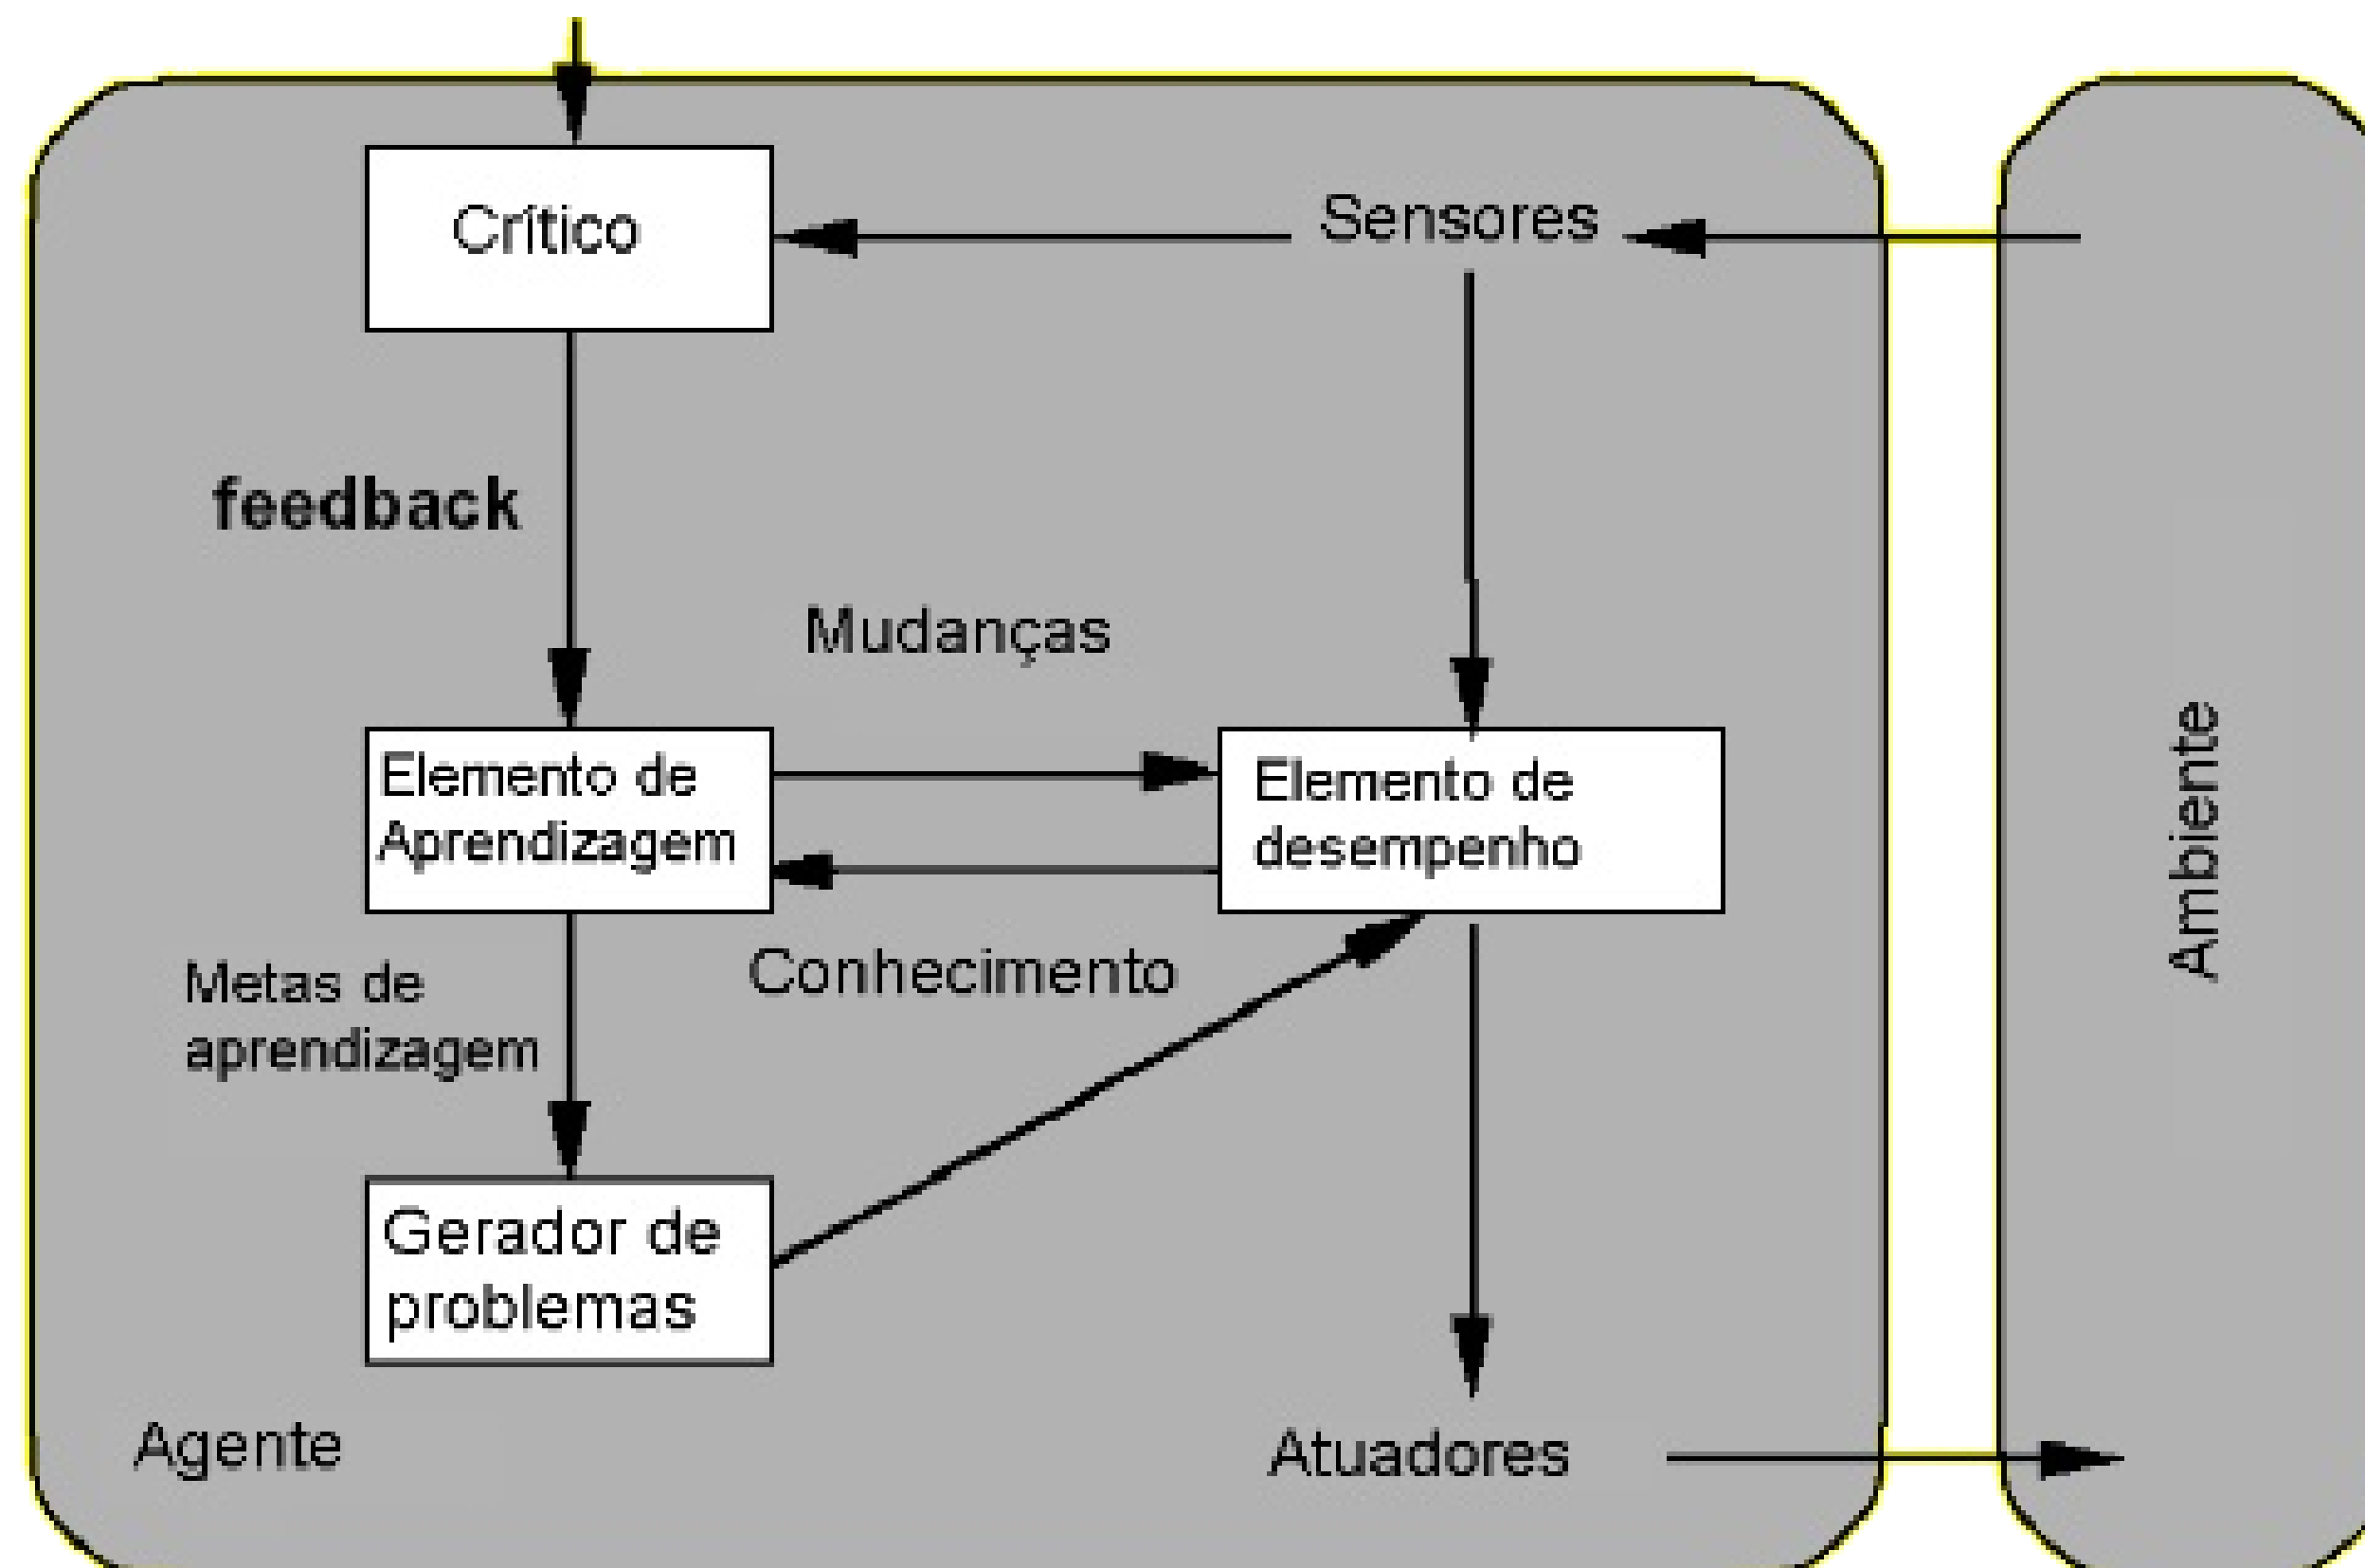 Crítico
Sensores
feedback
Mudanças
Elemento de
Aprendizagem
Elemento de
desempenho
Ambiente
Metas de
aprendizagem
Conhecimento
Gerador de
problemas
Agente
Atuadores